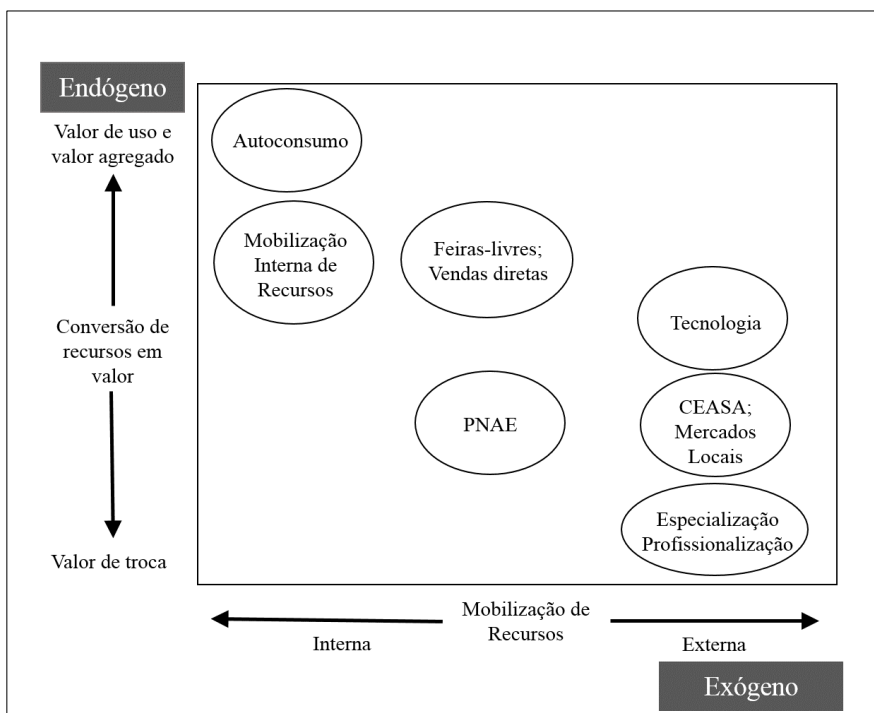 Endógeno
Valor de uso e
valor agregado
Conversão de
recursos em
valor
Valor de troca
Autoconsumo
Mobilização
Interna de
Recursos
Feiras-livres;
Vendas diretas
PNAE
Tecnologia
CEASA;
Mercados
Locais
Especialização
Profissionalização
Mobilização de
Recursos
Interna
Externa
Exógeno